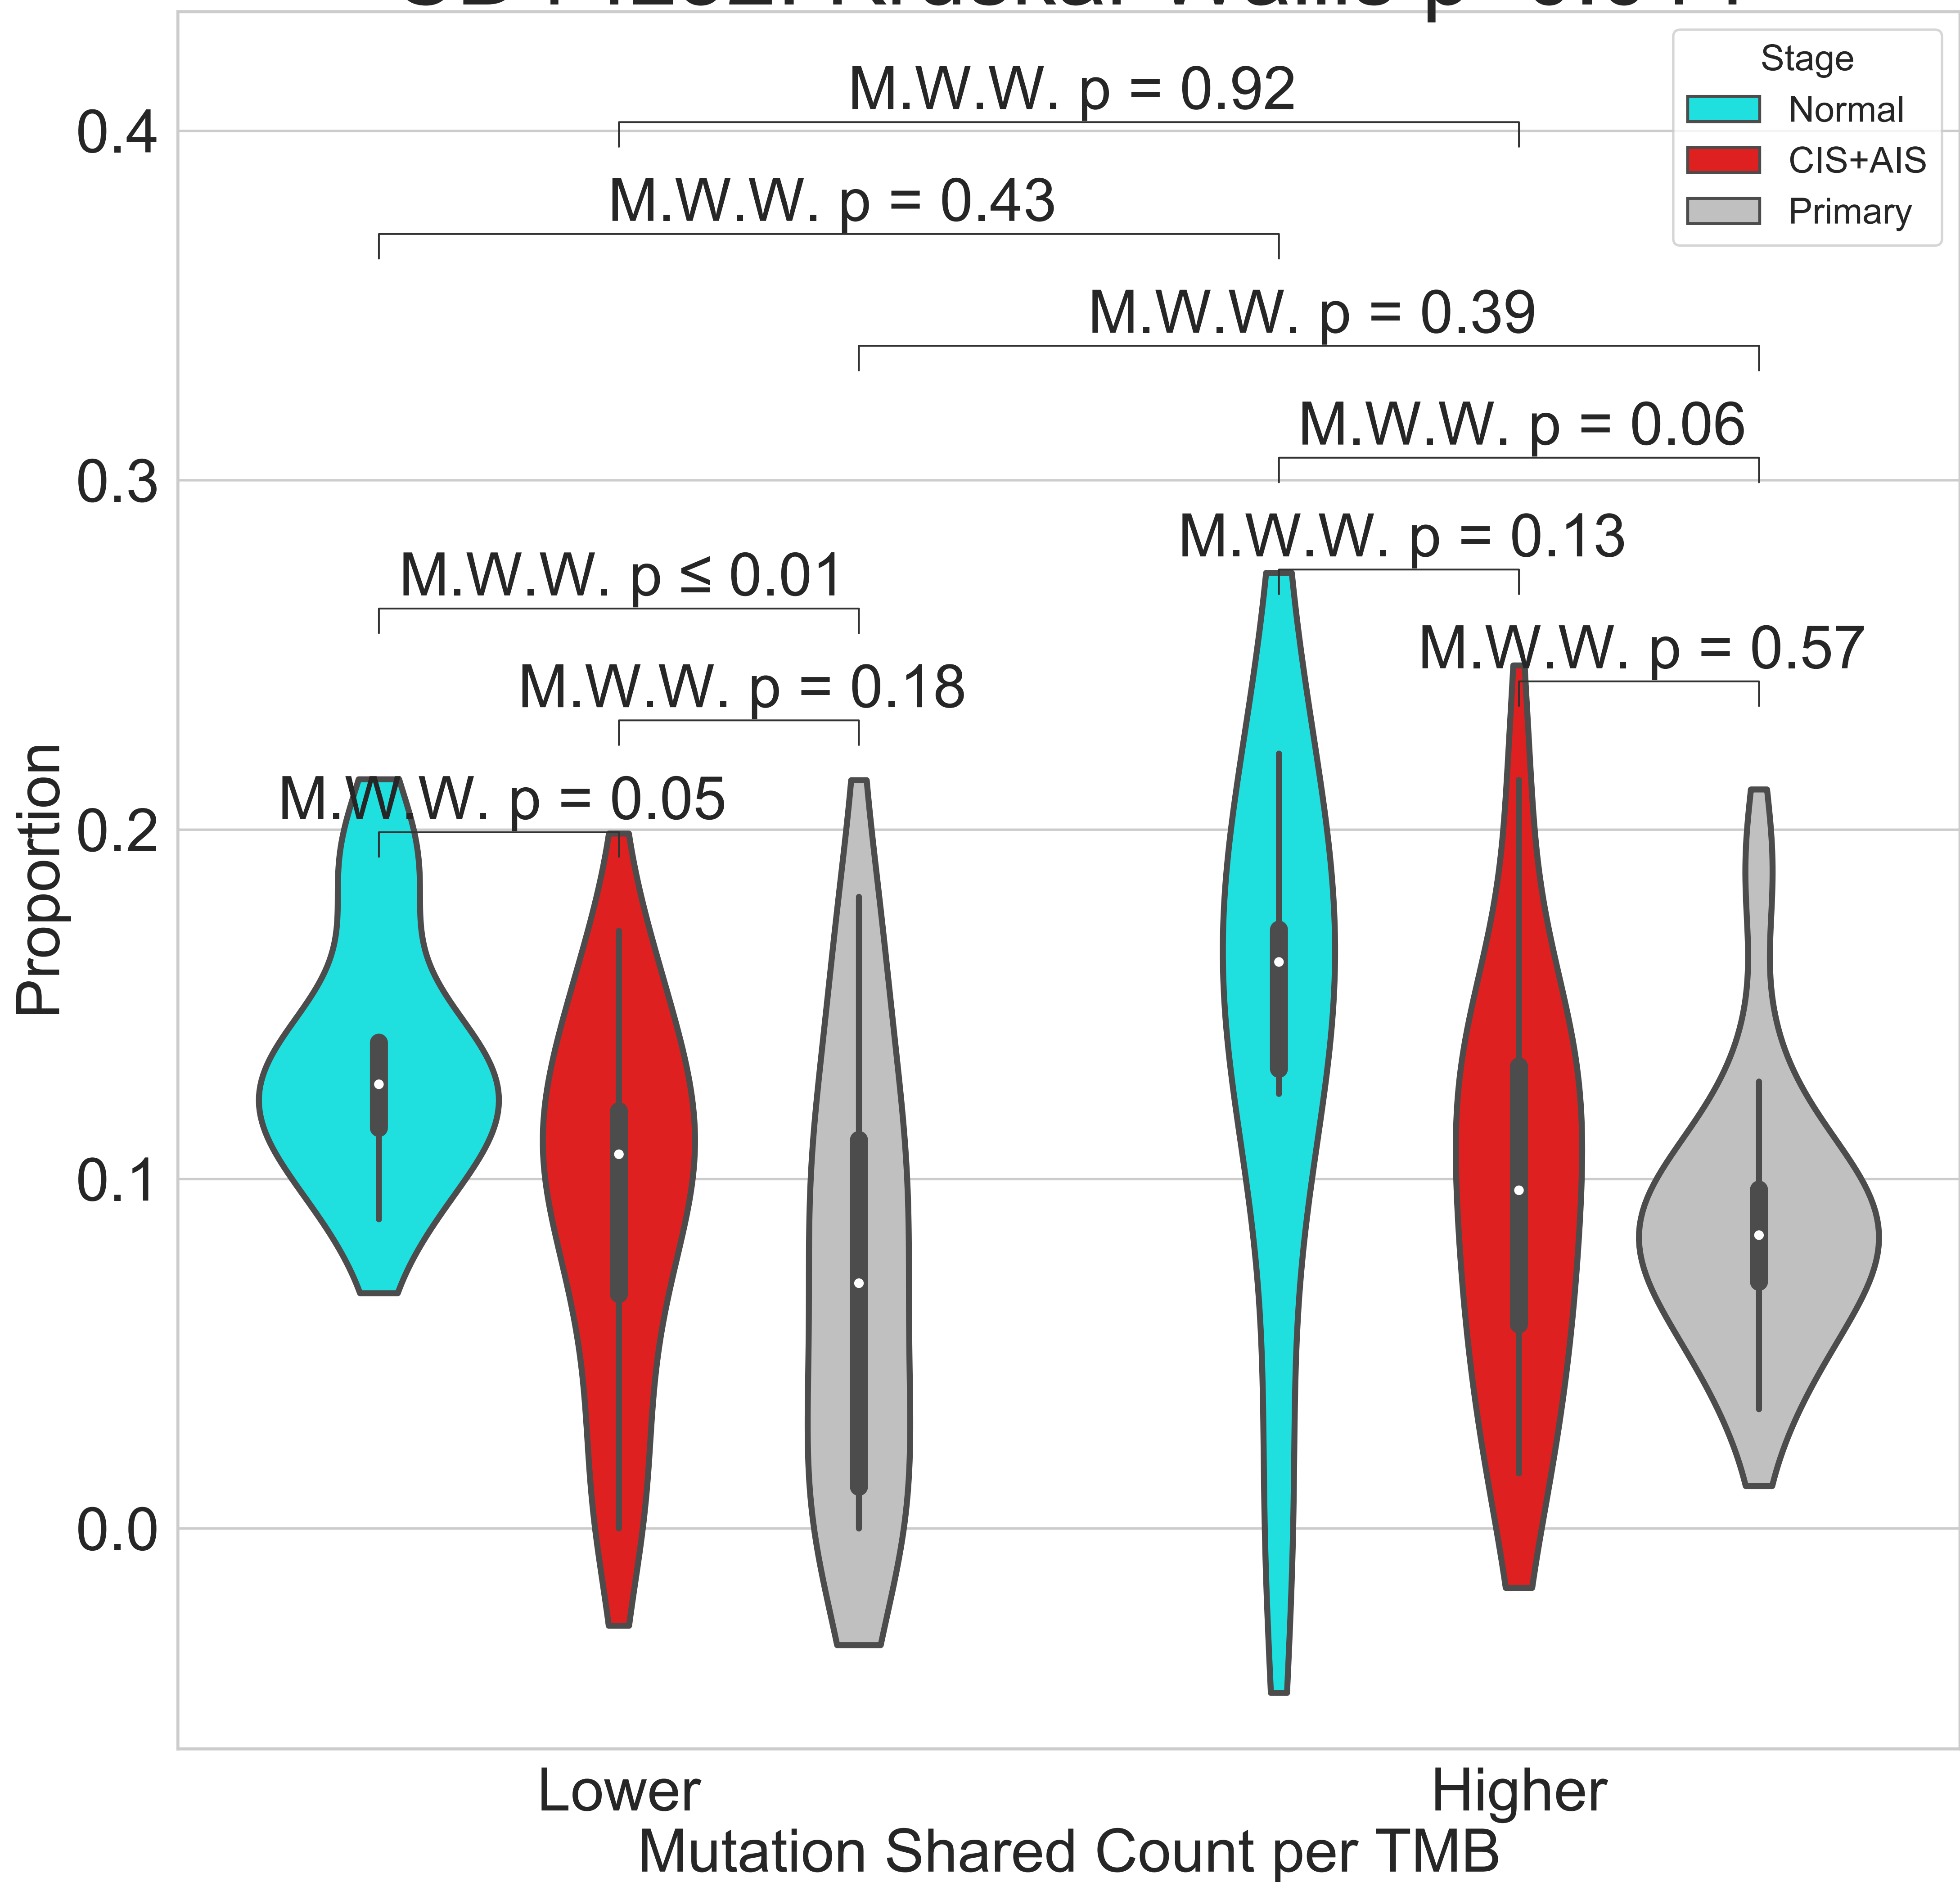 Stage
Normal
CIS+AIS
Primary
M.W.W. p = 0.92
M.W.W. p = 0.43
M.W.W. p = 0.39
M.W.W. p = 0.06
M.W.W. p = 0.13
M.W.W. p ≤ 0.01
M.W.W. p = 0.57
M.W.W. p = 0.18
M.W.W. p = 0.05
0.4
0.3
0.2
0.1
0.0
Proportion
Lower
Higher
Mutation Shared Count per TMB